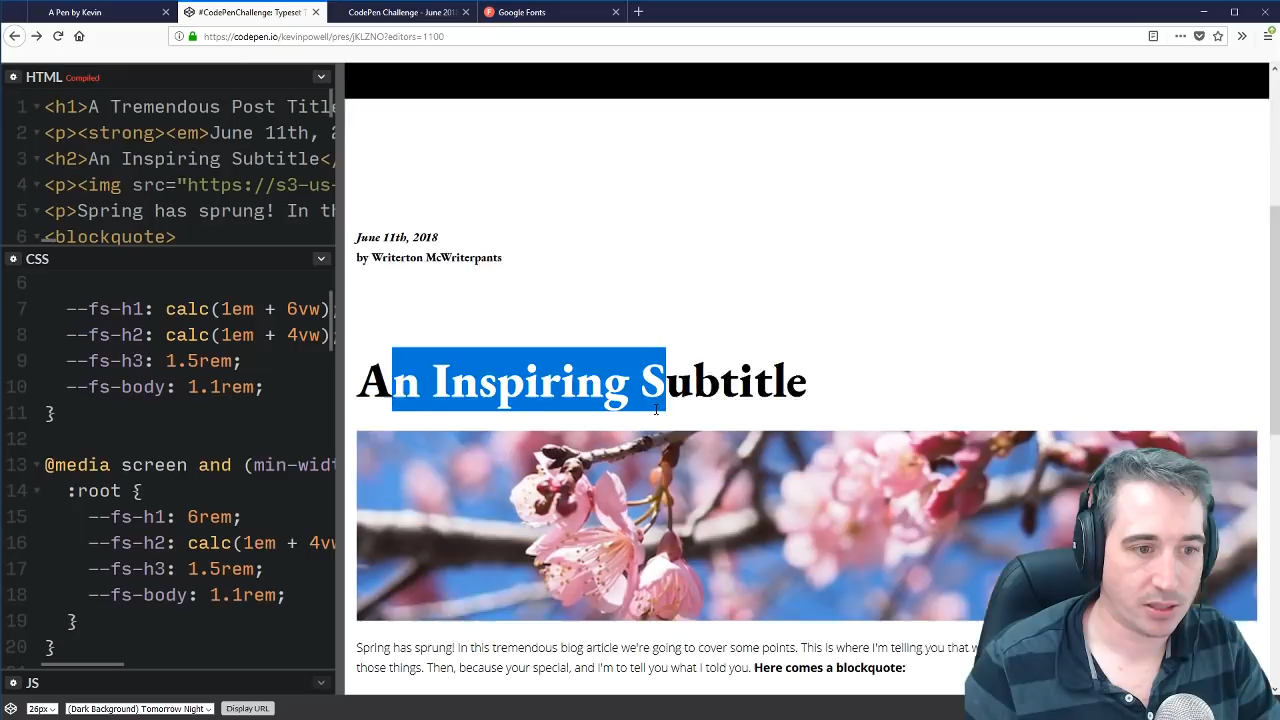 A Pen by Kevin
#CodePenChallenge: Typeset T
CodePen Challenge - June 201
Google Fonts
https://codepen.io/kevinpowell/pres/jKLZNO?editors=1100
HTML Compiled
1 <h1>A Tremendous Post Title
2 <p><strong><em>June 11th, 2
3 <h2>An Inspiring Subtitle</
4 <p><img src="https://s3-us-
5 <p>Spring has sprung! In th
6 <blockquote>
CSS
6
7 --fs-h1: calc(1em + 6vw);
8 --fs-h2: calc(1em + 4vw)
9 --fs-h3: 1.5rem;
10 --fs-body: 1.1rem;
11 }
12
13 @media screen and (min-widt
14 :root {
15 --fs-h1: 6rem;
16 --fs-h2: calc(1em + 4vw
17 --fs-h3: 1.5rem;
18 --fs-body: 1.1rem;
19 }
20 }
JS
26px
(Dark Background) Tomorrow Night
Display URL
June 11th, 2018
by Writerton McWriterpants
An Inspiring Subtitle
Spring has sprung! In this tremendous blog article we're going to cover some points. This is where I'm telling you that w
those things. Then, because your special, and I'm to tell you what I told you. Here comes a blockquote: